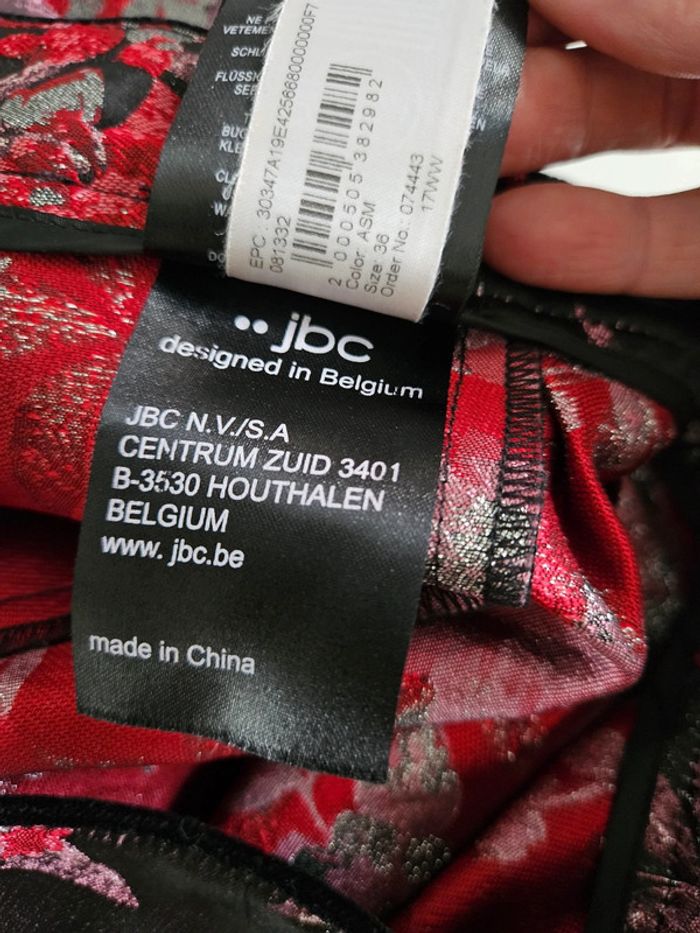 EPC : 30347A19E4256680000000F7
081332
2 000505 382982
Color: ASM
Size: 36
Order No.: 074443
17WW
jbc
designed in Belgium
JBC N.V./S.A
CENTRUM ZUID 3401
B-3530 HOUTHALEN
BELGIUM
www. jbc.be
made in China